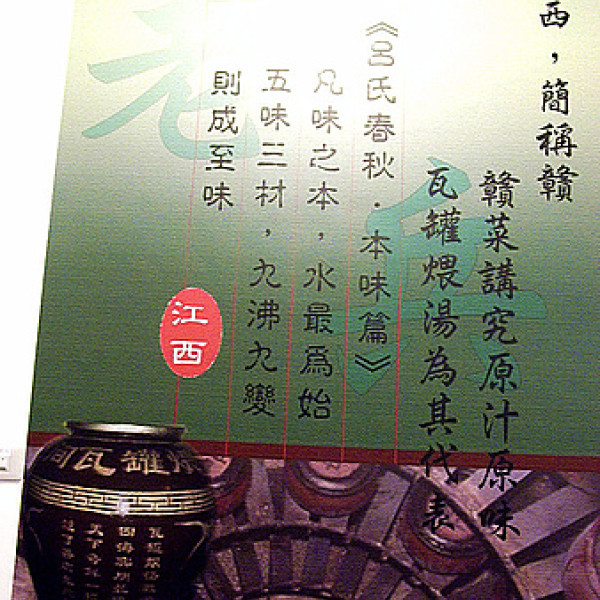 西，簡稱贛
贛菜講究原汁原味
瓦罐煨湯為其代表
《呂氏春秋．本味篇》
凡味之本，水最爲始
五味三材，九沸九變
則成至味
江西